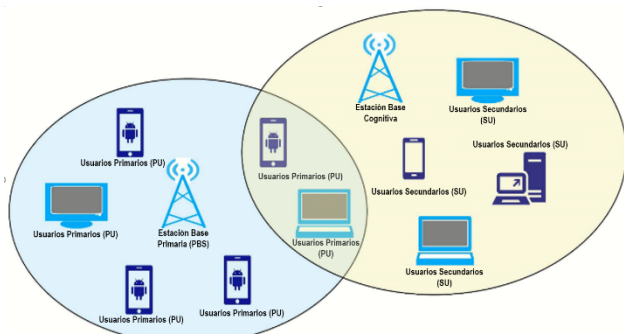 Estación Base
Cognitiva
Usuarios Secundarios
(SU)
Usuarios Primarios (PU)
Usuarios Primarios (PU)
Usuarios Secundarios (SU)
Usuarios Secundarios
(SU)
Usuarios Primarios (PU)
Estación Base
Primaria (PBS)
Usuarios Primarios
(PU)
Usuarios Secundarios
(SU)
Usuarios Primarios (PU)
Usuarios Primarios (PU)